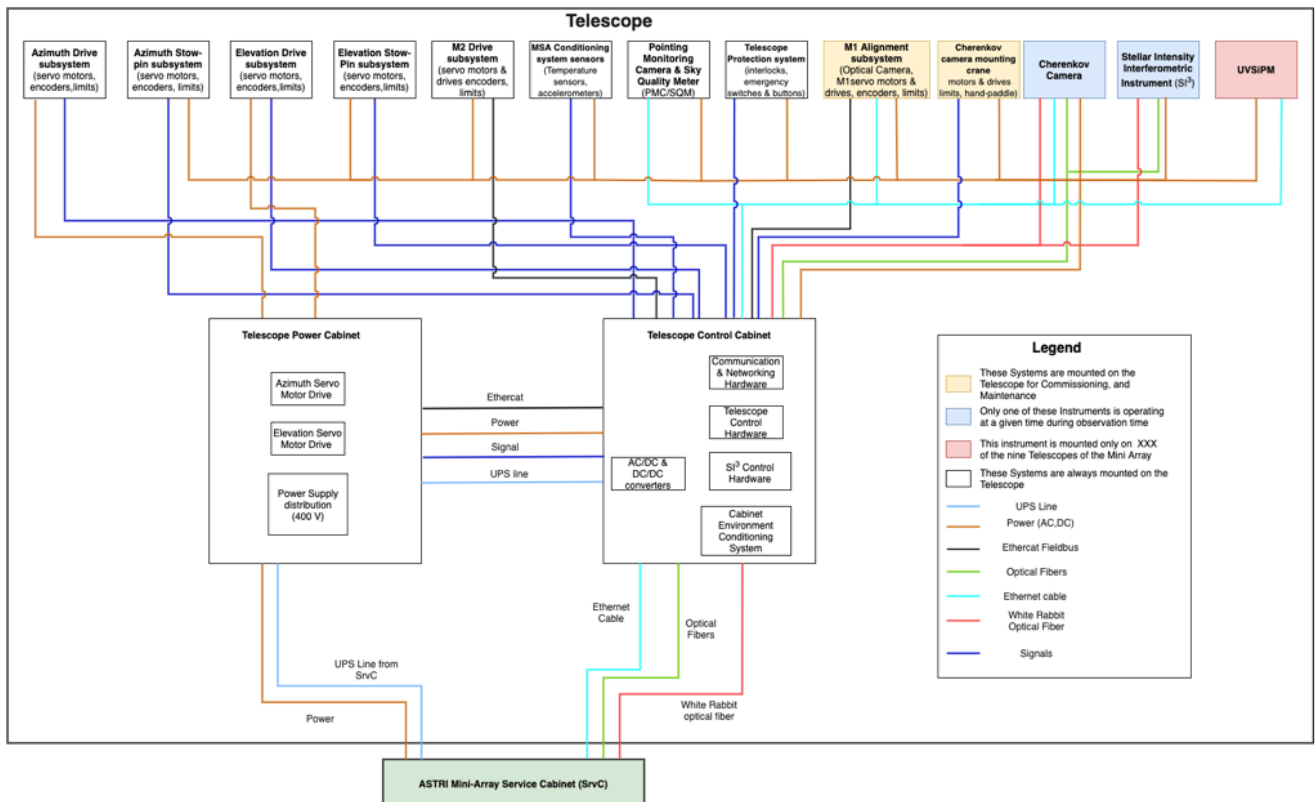 Telescope
Azimuth Drive
subsystem
(servo motors,
encoders,limits)
Azimuth Stow-
pin subsystem
(servo motors,
encoders, limits)
Elevation Drive
subsystem
(servo motors,
encoders,limits)
Elevation Stow-
Pin subsystem
(servo motors,
encoders,limits)
M2 Drive
subsystem
(servo motors &
drives encoders,
limits)
MSA Conditioning
system sensors
(Temperature
sensors,
accelerometers)
Pointing
Monitoring
Camera & Sky
Quality Meter
(PMC/SQM)
Telescope
Protection system
(interlocks,
emergency
switches & buttons)
M1 Alignment
subsystem
(Optical Camera,
M1servo motors &
drives, encoders, limits)
Cherenkov
camera mounting
crane
motors & drives
limits, hand-paddle)
Cherenkov
Camera
Stellar Intensity
Interferometric
Instrument (SI³)
UVSiPM
Telescope Power Cabinet
Azimuth Servo
Motor Drive
Elevation Servo
Motor Drive
Power Supply
distribution
(400 V)
Ethercat
Power
Signal
UPS line
Telescope Control Cabinet
Communication
& Networking
Hardware
Telescope
Control
Hardware
AC/DC &
DC/DC
converters
SI³ Control
Hardware
Cabinet
Environment
Conditioning
System
Legend
These Systems are mounted on the
Telescope for Commissioning, and
Maintenance
Only one of these Instruments is operating
at a given time during observation time
This instrument is mounted only on XXX
of the nine Telescopes of the Mini Array
These Systems are always mounted on the
Telescope
UPS Line
Power (AC,DC)
Ethercat Fieldbus
Optical Fibers
Ethernet cable
White Rabbit
Optical Fiber
Signals
Ethernet
Cable
Optical
Fibers
UPS Line from
SrvC
Power
White Rabbit
optical fiber
ASTRI Mini-Array Service Cabinet (SrvC)